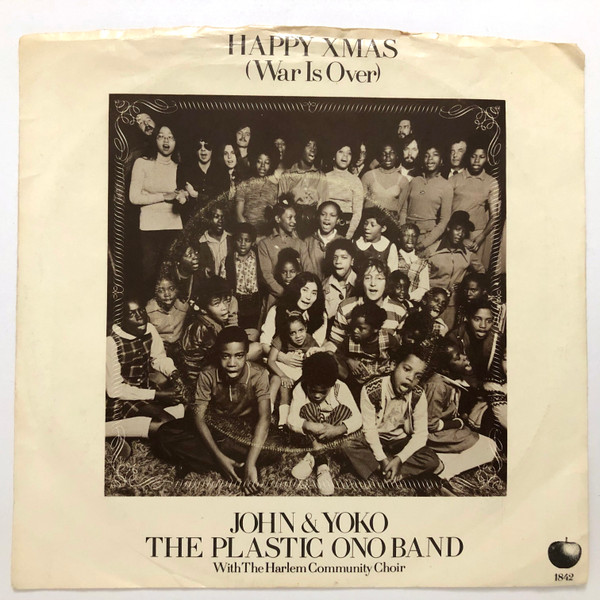 HAPPY XMAS
(War Is Over)
JOHN & YOKO
THE PLASTIC ONO BAND
With The Harlem Community Choir
1842